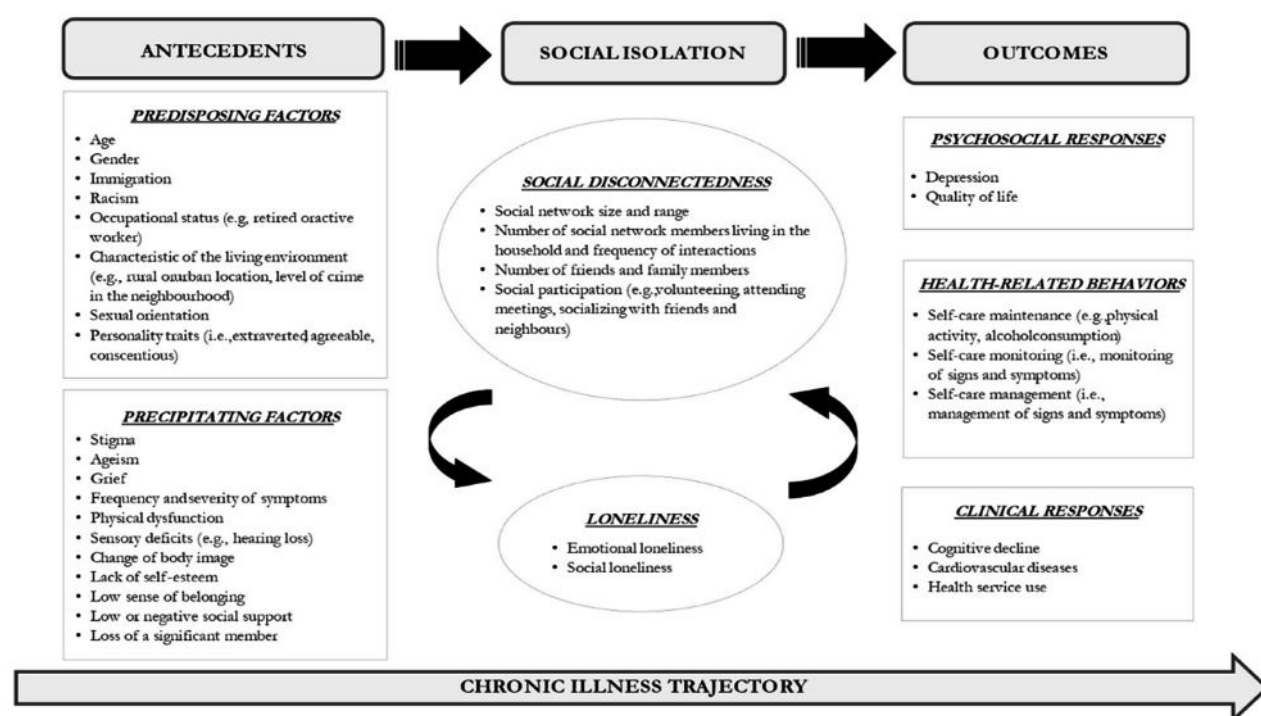 ANTECEDENTS
SOCIAL ISOLATION
OUTCOMES
PREDISPOSING FACTORS
• Age
• Gender
• Immigration
• Racism
• Occupational status (e.g, retired oractive
worker)
• Characteristic of the living environment
(e.g., rural orurban location, level of crime
in the neighbourhood)
• Sexual orientation
• Personality traits (i.e.,extraverted, agreeable,
conscentious)
PRECIPITATING FACTORS
• Stigma
• Ageism
• Grief
• Frequency and severity of symptoms
• Physical dysfunction
• Sensory deficits (e.g., hearing loss)
• Change of body image
• Lack of self-esteem
• Low sense of belonging
• Low or negative social support
• Loss of a significant member
SOCIAL DISCONNECTEDNESS
• Social network size and range
• Number of social network members living in the
household and frequency of interactions
• Number of friends and family members
• Social participation (e.g.,volunteering, attending
meetings, socializing with friends and
neighbours)
LONELINESS
• Emotional loneliness
• Social loneliness
PSYCHOSOCIAL RESPONSES
• Depression
• Quality of life
HEALTH-RELATED BEHAVIORS
• Self-care maintenance (e.g.,physical
activity, alcoholconsumption)
• Self-care monitoring (i.e., monitoring
of signs and symptoms)
• Self-care management (i.e.,
management of signs and symptoms)
CLINICAL RESPONSES
• Cognitive decline
• Cardiovascular diseases
• Health service use
CHRONIC ILLNESS TRAJECTORY